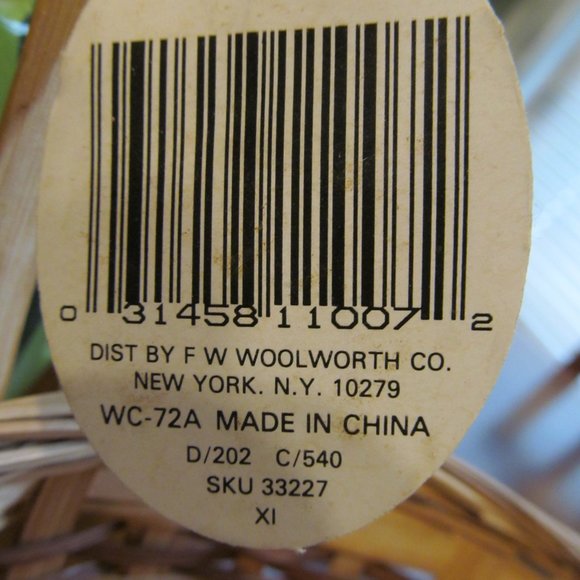 0 31458 11007 2
DIST BY F W WOOLWORTH CO.
NEW YORK. N.Y. 10279
WC-72A MADE IN CHINA
D/202 C/540
SKU 33227
XI